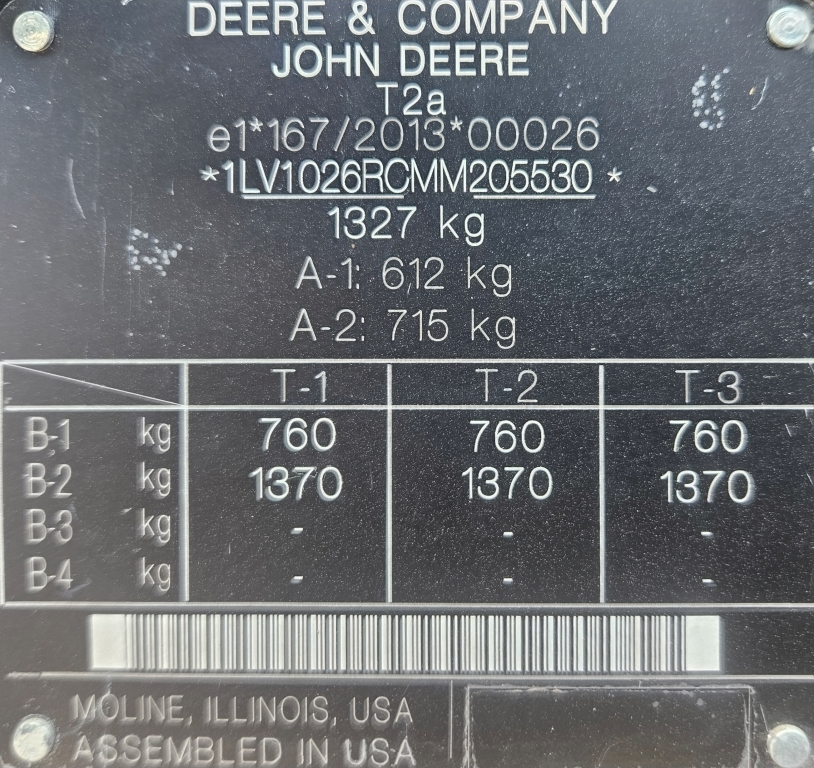 DEERE & COMPANY
JOHN DEERE
T2a
e1*167/2013*00026
*1LV1026RCMM205530*
1327 kg
A-1: 612 kg
A-2: 715 kg
T-1 T-2 T-3
B-1 kg 760 760 760
B-2 kg 1370 1370 1370
B-3 kg - - -
B-4 kg - - -
MOLINE, ILLINOIS, USA
ASSEMBLED IN USA